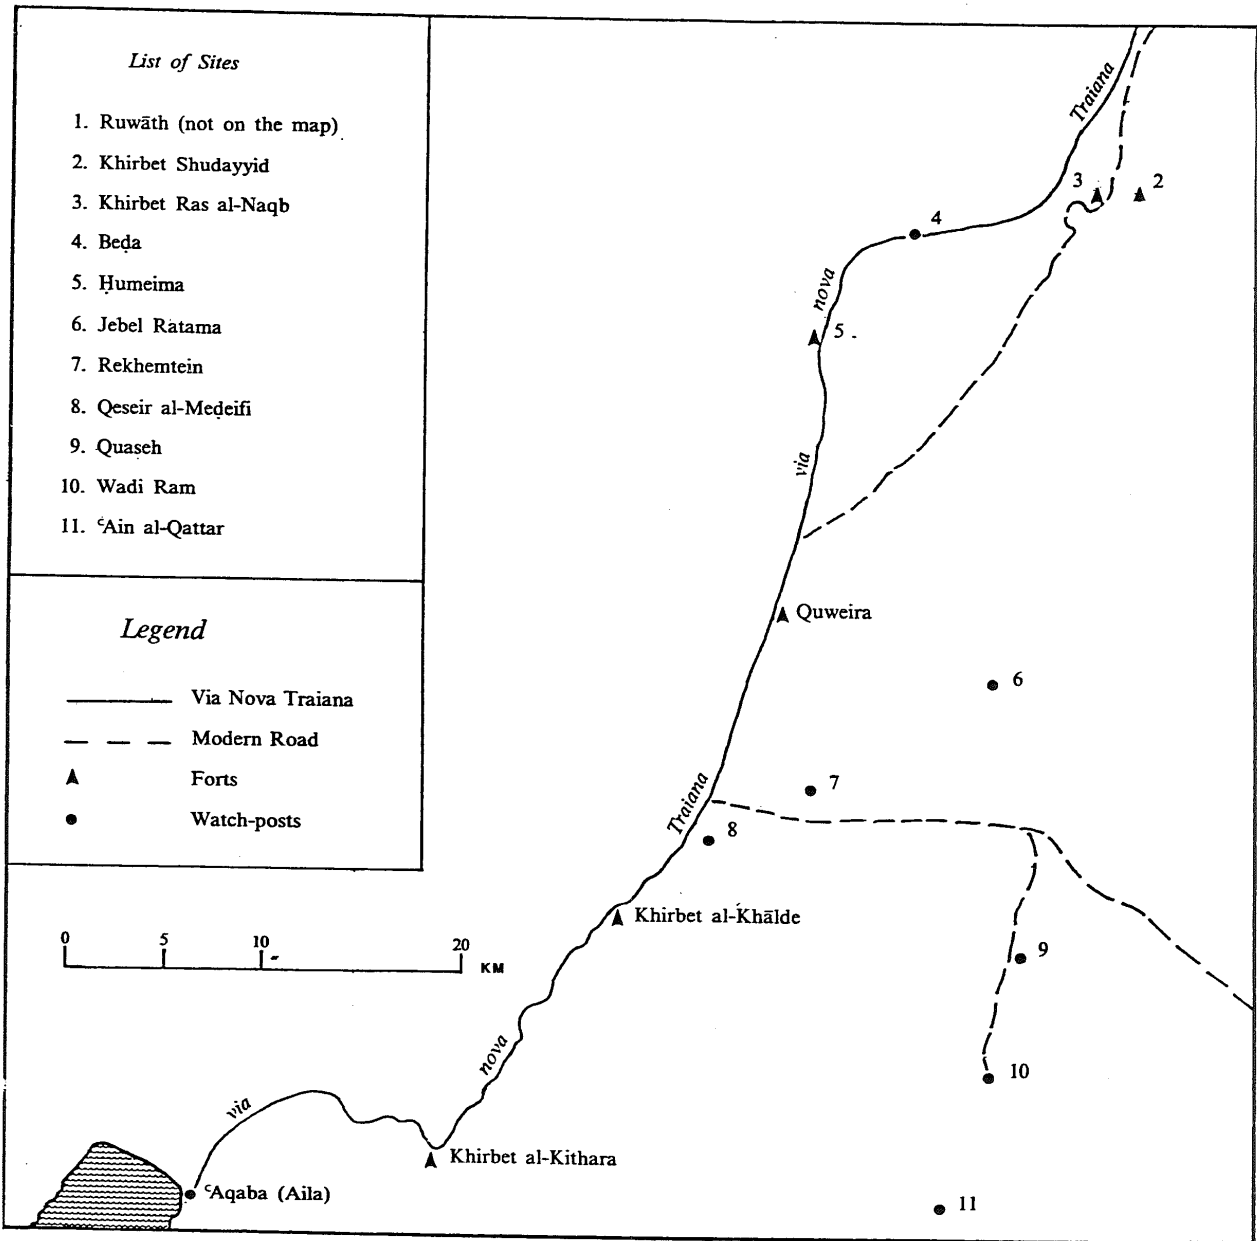 List of Sites
1. Ruwāth (not on the map)
2. Khirbet Shudayyid
3. Khirbet Ras al-Naqb
4. Beḍa
5. Ḥumeima
6. Jebel Ratama
7. Rekhemtein
8. Qeseir al-Meḍeifi
9. Quaseh
10. Wadi Ram
11. ʿAin al-Qattar
Legend
Via Nova Traiana
Modern Road
Forts
Watch-posts
0 5 10 20 KM
Traiana
3 2
4
nova
5
via
Quweira
6
7
Traiana
8
Khirbet al-Khālde
9
nova
10
via
Khirbet al-Kithara
ʿAqaba (Aila)
11